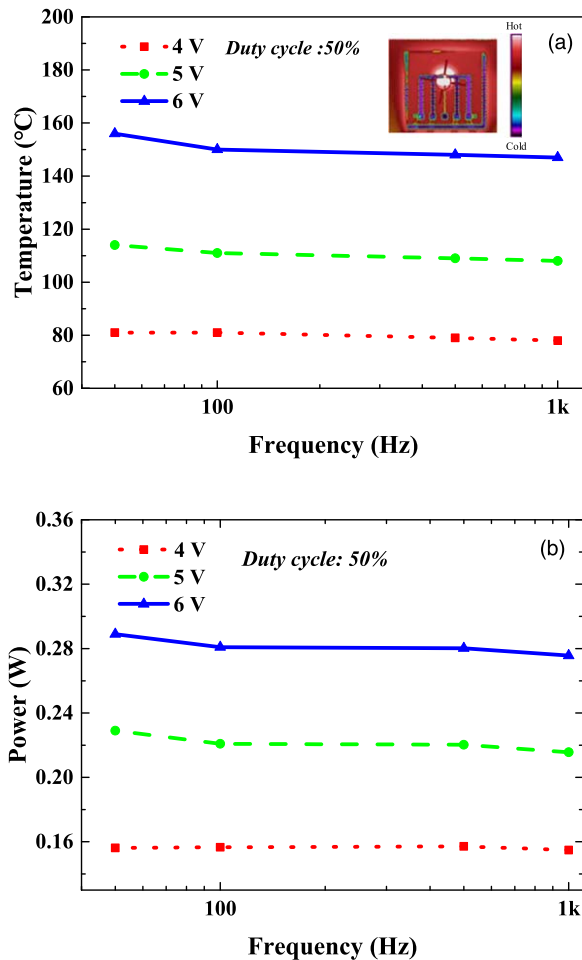 200
180
160
140
120
100
80
60
Temperature (℃)
4 V
5 V
6 V
Duty cycle :50%
(a)
Hot
Cold
100
1k
Frequency (Hz)
0.36
0.32
0.28
0.24
0.20
0.16
Power (W)
4 V
5 V
6 V
Duty cycle: 50%
(b)
100
1k
Frequency (Hz)